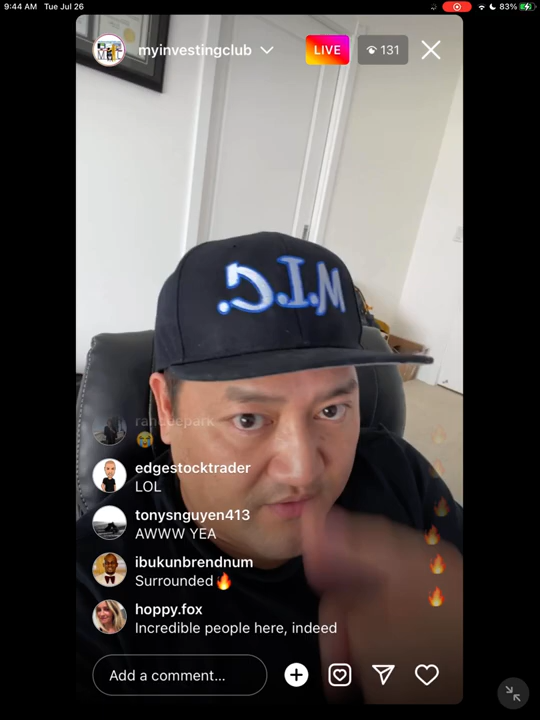 9:44 AM Tue Jul 26
83%
myinvestingclub
LIVE
131
M.I.C.
ranceepark
😭
edgestocktrader
LOL
tonysnguyen413
AWWW YEA
ibukunbrendnum
Surrounded🔥
hoppy.fox
Incredible people here, indeed
Add a comment...